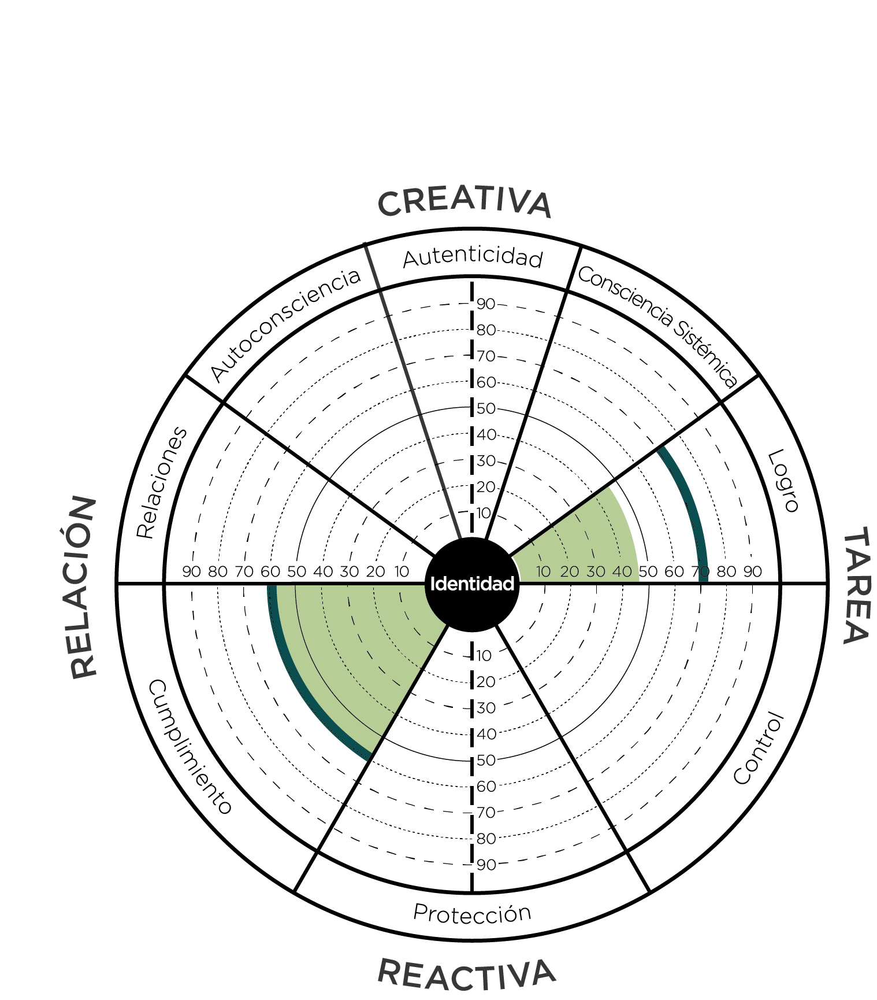 CREATIVA
Autenticidad
Autoconsciencia
Consciencia Sistémica
Relaciones
Logro
RELACIÓN
TAREA
90
80
70
60
50
40
30
20
10
90 80 70 60 50 40 30 20 10
Identidad
10 20 30 40 50 60 70 80 90
10
20
30
40
50
60
70
80
90
Cumplimiento
Control
Protección
REACTIVA